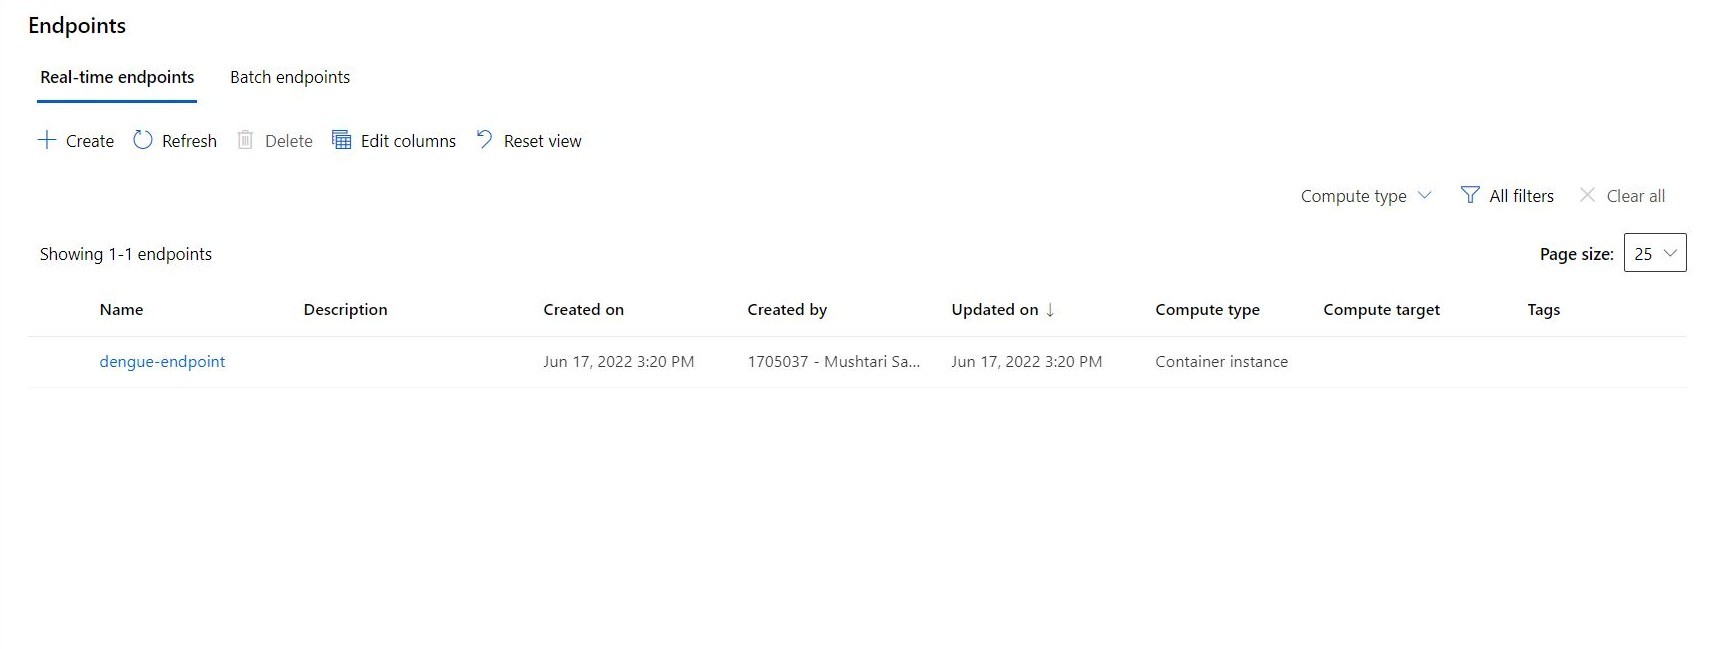 Endpoints
Real-time endpoints Batch endpoints
Create Refresh Delete Edit columns Reset view
Compute type All filters Clear all
Showing 1-1 endpoints Page size: 25
Name Description Created on Created by Updated on ↓ Compute type Compute target Tags
dengue-endpoint Jun 17, 2022 3:20 PM 1705037 - Mushtari Sa... Jun 17, 2022 3:20 PM Container instance